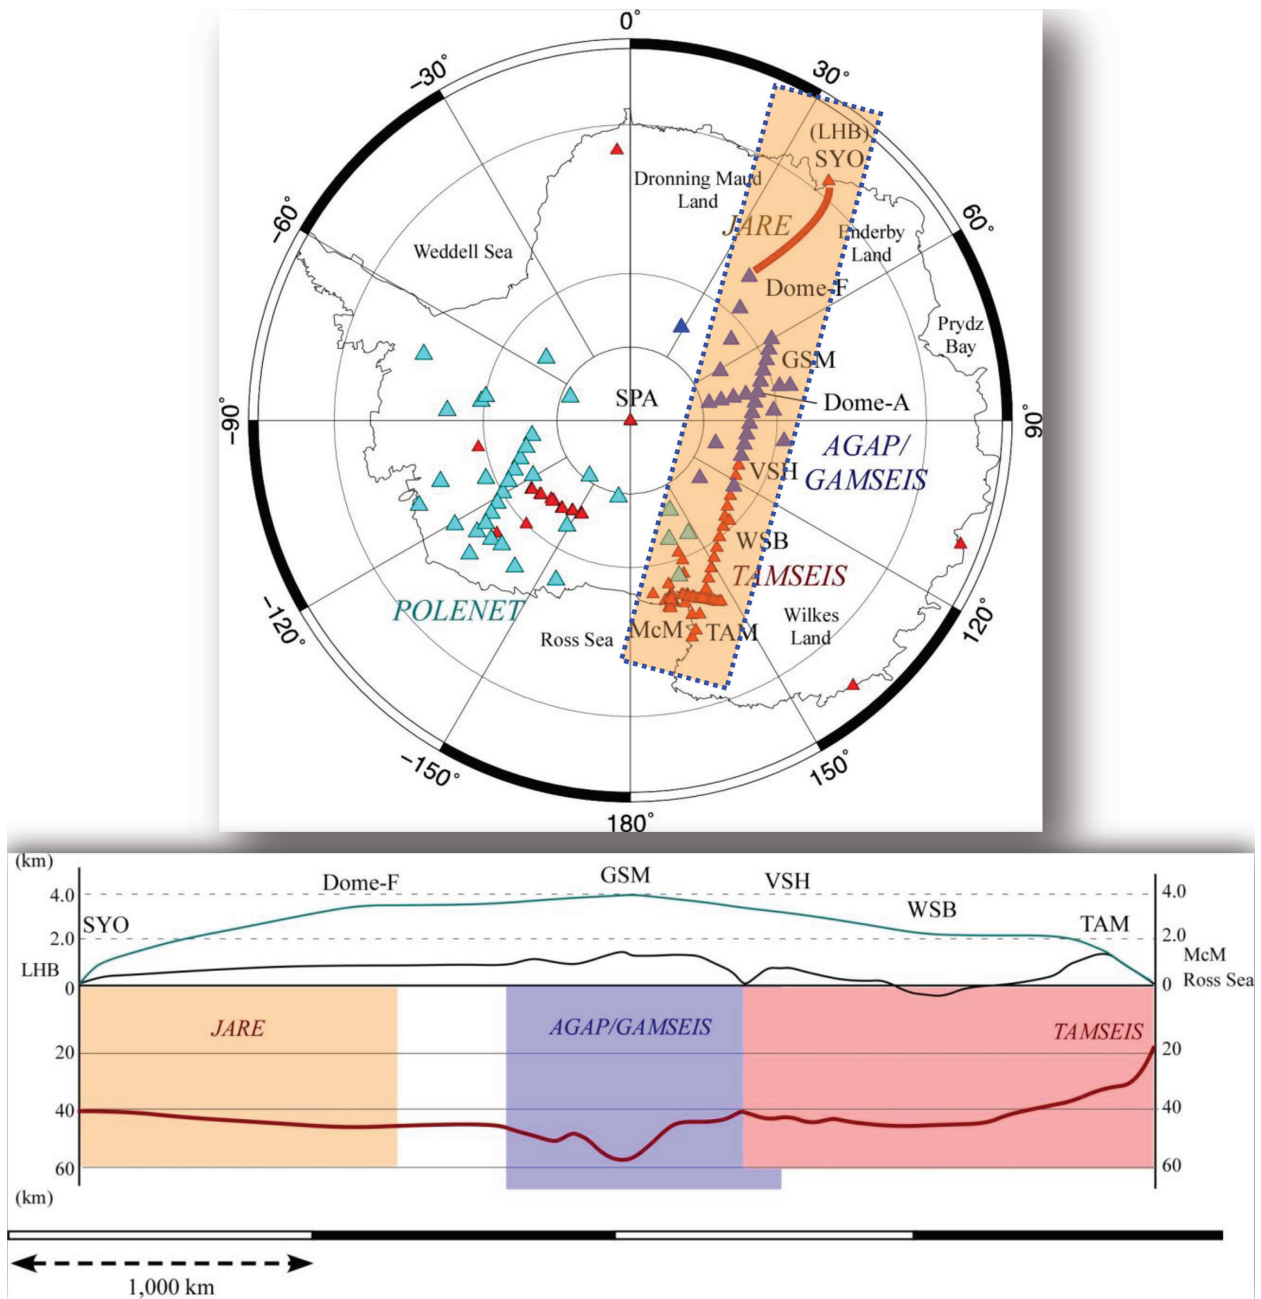 0°
−30°
30°
(LHB)
SYO
−60°
60°
Dronning Maud
Land
JARE
Enderby
Land
Weddell Sea
Dome-F
Prydz
Bay
GSM
SPA
Dome-A
−90°
90°
AGAP/
GAMSEIS
VSH
WSB
TAMSEIS
POLENET
Ross Sea
McM
TAM
Wilkes
Land
−120°
120°
−150°
150°
180°
(km)
4.0
Dome-F
GSM
VSH
WSB
4.0
SYO
TAM
2.0
2.0
McM
LHB
0
0
Ross Sea
JARE
AGAP/GAMSEIS
TAMSEIS
20
20
40
40
60
60
(km)
1,000 km